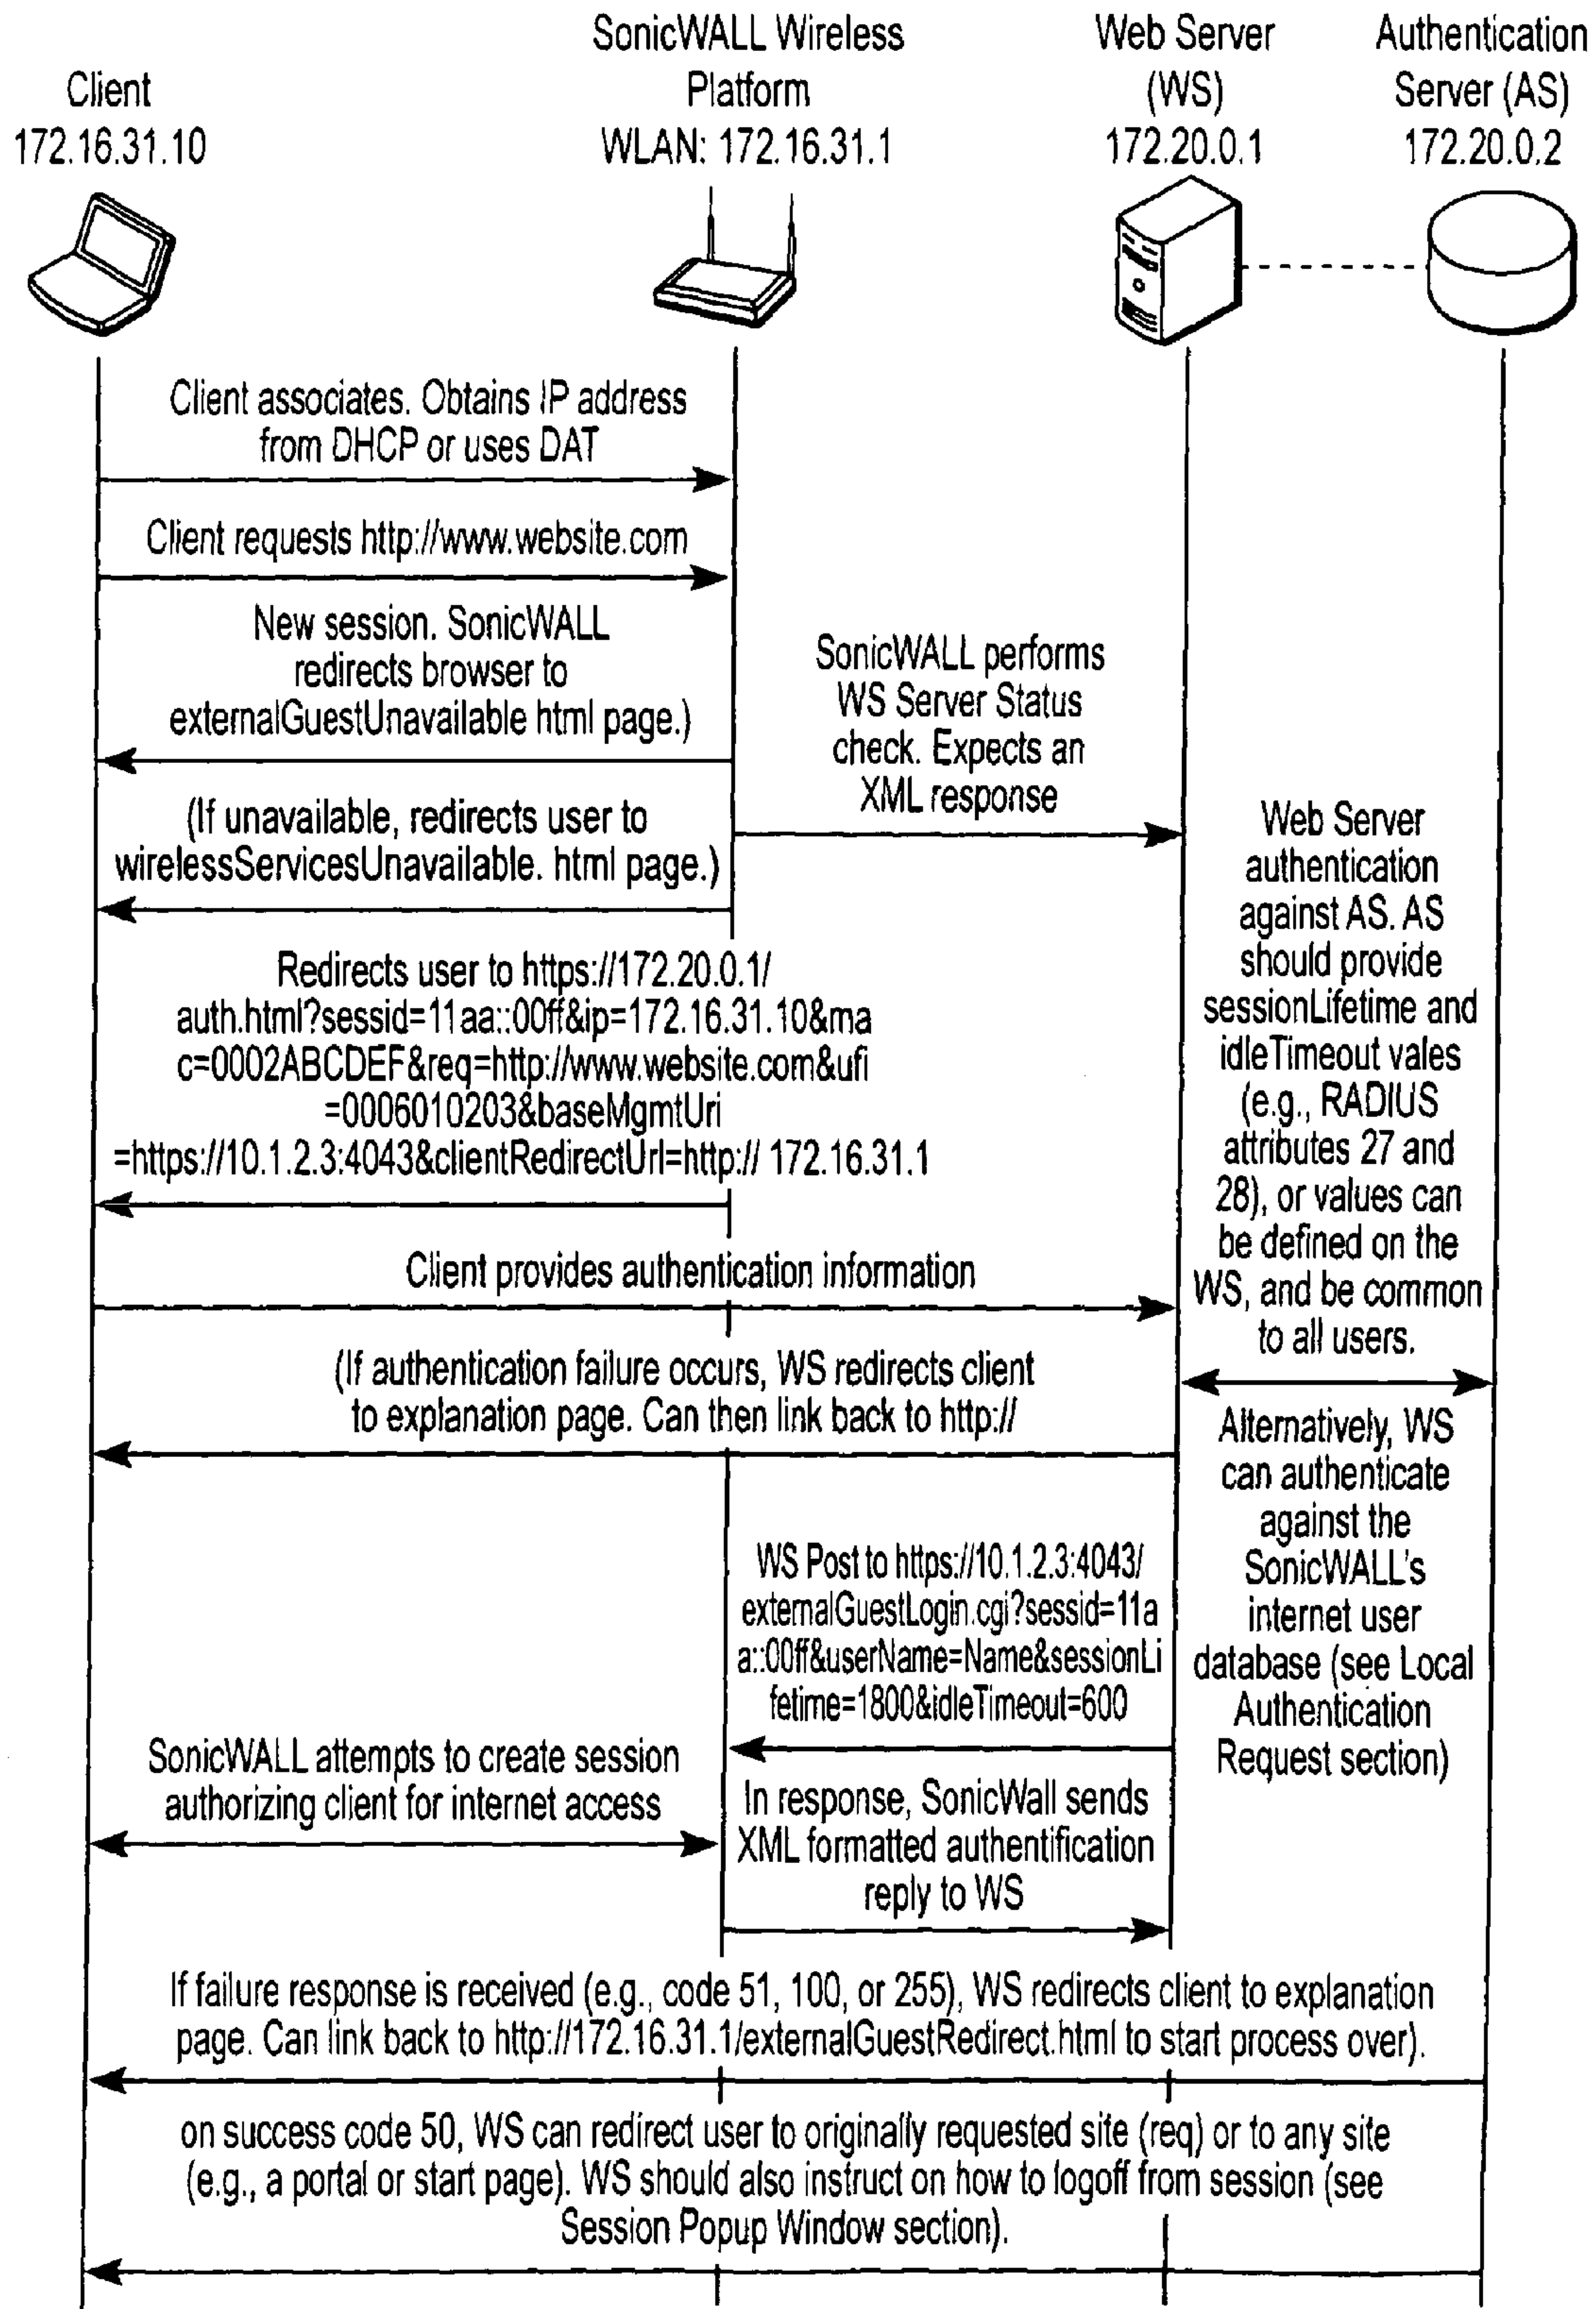 Client
172.16.31.10
SonicWALL Wireless
Platform
WLAN: 172.16.31.1
Web Server
(WS)
172.20.0.1
Authentication
Server (AS)
172.20.0.2
Client associates. Obtains IP address
from DHCP or uses DAT
Client requests http://www.website.com
New session. SonicWALL
redirects browser to
externalGuestUnavailable html page.)
SonicWALL performs
WS Server Status
check. Expects an
XML response
(If unavailable, redirects user to
wirelessServicesUnavailable. html page.)
Redirects user to https://172.20.0.1/
auth.html?sessid=11aa::00ff&ip=172.16.31.10&ma
c=0002ABCDEF&req=http://www.website.com&ufi
=0006010203&baseMgmtUri
=https://10.1.2.3:4043&clientRedirectUrl=http:// 172.16.31.1
Web Server
authentication
against AS. AS
should provide
sessionLifetime and
idleTimeout vales
(e.g., RADIUS
attributes 27 and
28), or values can
be defined on the
WS, and be common
to all users.
Client provides authentication information
(If authentication failure occurs, WS redirects client
to explanation page. Can then link back to http://
Alternatively, WS
can authenticate
against the
SonicWALL's
internet user
database (see Local
Authentication
Request section)
WS Post to https://10.1.2.3:4043/
externalGuestLogin.cgi?sessid=11a
a::00ff&userName=Name&sessionLi
fetime=1800&idleTimeout=600
SonicWALL attempts to create session
authorizing client for internet access
In response, SonicWall sends
XML formatted authentification
reply to WS
If failure response is received (e.g., code 51, 100, or 255), WS redirects client to explanation
page. Can link back to http://172.16.31.1/externalGuestRedirect.html to start process over).
on success code 50, WS can redirect user to originally requested site (req) or to any site
(e.g., a portal or start page). WS should also instruct on how to logoff from session (see
Session Popup Window section).